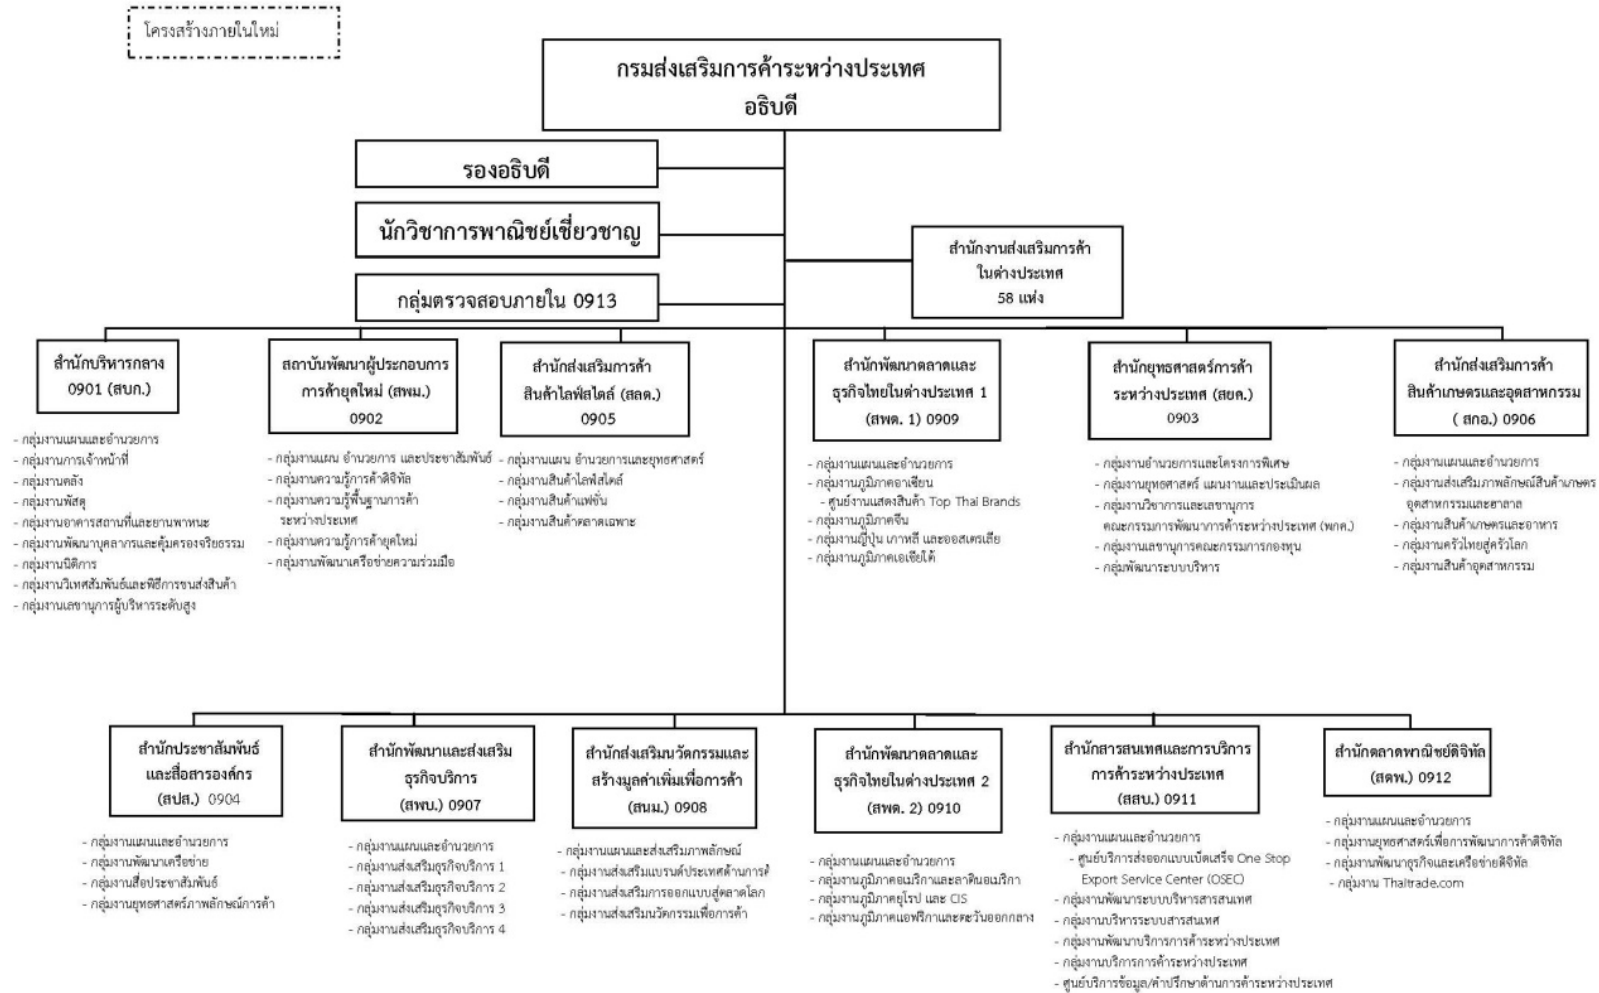 โครงสร้างภายในใหม่
กรมส่งเสริมการค้าระหว่างประเทศ
อธิบดี
รองอธิบดี
นักวิชาการพาณิชย์เชี่ยวชาญ
สำนักงานส่งเสริมการค้า
ในต่างประเทศ
58 แห่ง
กลุ่มตรวจสอบภายใน 0913
สำนักบริหารกลาง
0901 (สบก.)
- กลุ่มงานแผนและอำนวยการ
- กลุ่มงานการเจ้าหน้าที่
- กลุ่มงานคลัง
- กลุ่มงานพัสดุ
- กลุ่มงานอาคารสถานที่และยานพาหนะ
- กลุ่มงานพัฒนาบุคลากรและคุ้มครองจริยธรรม
- กลุ่มงานนิติการ
- กลุ่มงานวิเทศสัมพันธ์และพิธีการขนส่งสินค้า
- กลุ่มงานเลขานุการผู้บริหารระดับสูง
สถาบันพัฒนาผู้ประกอบการ
การค้ายุคใหม่ (สพม.)
0902
- กลุ่มงานแผน อำนวยการ และประชาสัมพันธ์
- กลุ่มงานความรู้การค้าดิจิทัล
- กลุ่มงานความรู้พื้นฐานการค้า
ระหว่างประเทศ
- กลุ่มงานความรู้การค้ายุคใหม่
- กลุ่มงานพัฒนาเครือข่ายความร่วมมือ
สำนักส่งเสริมการค้า
สินค้าไลฟ์สไตล์ (สลต.)
0905
- กลุ่มงานแผน อำนวยการและยุทธศาสตร์
- กลุ่มงานสินค้าไลฟ์สไตล์
- กลุ่มงานสินค้าแฟชั่น
- กลุ่มงานสินค้าตลาดเฉพาะ
สำนักพัฒนาตลาดและ
ธุรกิจไทยในต่างประเทศ 1
(สพต. 1) 0909
- กลุ่มงานแผนและอำนวยการ
- กลุ่มงานภูมิภาคอาเซียน
- ศูนย์งานแสดงสินค้า Top Thai Brands
- กลุ่มงานภูมิภาคจีน
- กลุ่มงานญี่ปุ่น เกาหลี และออสเตรเลีย
- กลุ่มงานภูมิภาคเอเชียใต้
สำนักยุทธศาสตร์การค้า
ระหว่างประเทศ (สยค.)
0903
- กลุ่มงานอำนวยการและโครงการพิเศษ
- กลุ่มงานยุทธศาสตร์ แผนงานและประเมินผล
- กลุ่มงานวิชาการและเลขานุการ
คณะกรรมการพัฒนาการค้าระหว่างประเทศ (พกค.)
- กลุ่มงานเลขานุการคณะกรรมการกองทุน
- กลุ่มพัฒนาระบบบริหาร
สำนักส่งเสริมการค้า
สินค้าเกษตรและอุตสาหกรรม
( สกอ.) 0906
- กลุ่มงานแผนและอำนวยการ
- กลุ่มงานส่งเสริมภาพลักษณ์สินค้าเกษตร
อุตสาหกรรมและฮาลาล
- กลุ่มงานสินค้าเกษตรและอาหาร
- กลุ่มงานครัวไทยสู่ครัวโลก
- กลุ่มงานสินค้าอุตสาหกรรม
สำนักประชาสัมพันธ์
และสื่อสารองค์กร
(สปส.) 0904
- กลุ่มงานแผนและอำนวยการ
- กลุ่มงานพัฒนาเครือข่าย
- กลุ่มงานสื่อประชาสัมพันธ์
- กลุ่มงานยุทธศาสตร์ภาพลักษณ์การค้า
สำนักพัฒนาและส่งเสริม
ธุรกิจบริการ
(สพบ.) 0907
- กลุ่มงานแผนและอำนวยการ
- กลุ่มงานส่งเสริมธุรกิจบริการ 1
- กลุ่มงานส่งเสริมธุรกิจบริการ 2
- กลุ่มงานส่งเสริมธุรกิจบริการ 3
- กลุ่มงานส่งเสริมธุรกิจบริการ 4
สำนักส่งเสริมนวัตกรรมและ
สร้างมูลค่าเพิ่มเพื่อการค้า
(สนม.) 0908
- กลุ่มงานแผนและส่งเสริมภาพลักษณ์
- กลุ่มงานส่งเสริมแบรนด์ประเทศด้านการค้
- กลุ่มงานส่งเสริมการออกแบบสู่ตลาดโลก
- กลุ่มงานส่งเสริมนวัตกรรมเพื่อการค้า
สำนักพัฒนาตลาดและ
ธุรกิจไทยในต่างประเทศ 2
(สพต. 2) 0910
- กลุ่มงานแผนและอำนวยการ
- กลุ่มงานภูมิภาคอเมริกาและลาตินอเมริกา
- กลุ่มงานภูมิภาคยุโรป และ CIS
- กลุ่มงานภูมิภาคแอฟริกาและตะวันออกกลาง
สำนักสารสนเทศและการบริการ
การค้าระหว่างประเทศ
(สสบ.) 0911
- กลุ่มงานแผนและอำนวยการ
- ศูนย์บริการส่งออกแบบเบ็ดเสร็จ One Stop
Export Service Center (OSEC)
- กลุ่มงานพัฒนาระบบบริหารสารสนเทศ
- กลุ่มงานบริหารระบบสารสนเทศ
- กลุ่มงานพัฒนาบริการการค้าระหว่างประเทศ
- กลุ่มงานบริการการค้าระหว่างประเทศ
- ศูนย์บริการข้อมูล/คำปรึกษาด้านการค้าระหว่างประเทศ
สำนักตลาดพาณิชย์ดิจิทัล
(สตพ.) 0912
- กลุ่มงานแผนและอำนวยการ
- กลุ่มงานยุทธศาสตร์เพื่อการพัฒนาการค้าดิจิทัล
- กลุ่มงานพัฒนาธุรกิจและเครือข่ายดิจิทัล
- กลุ่มงาน Thaitrade.com